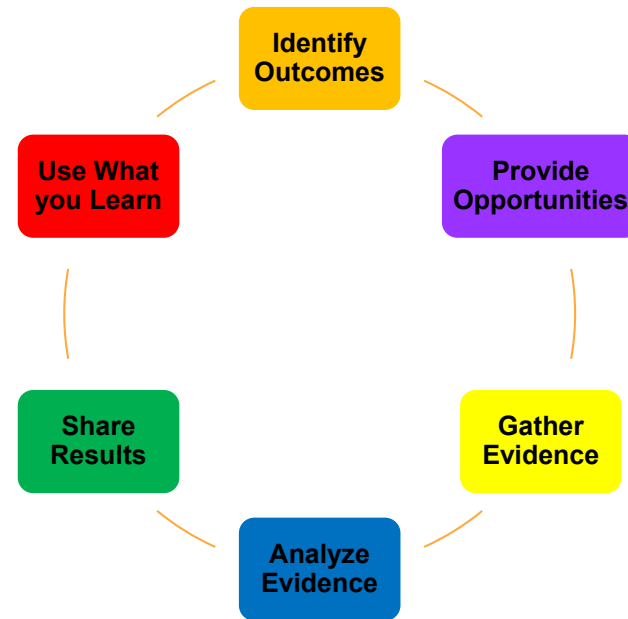 Identify
Outcomes
Provide
Opportunities
Gather
Evidence
Analyze
Evidence
Share
Results
Use What
you Learn